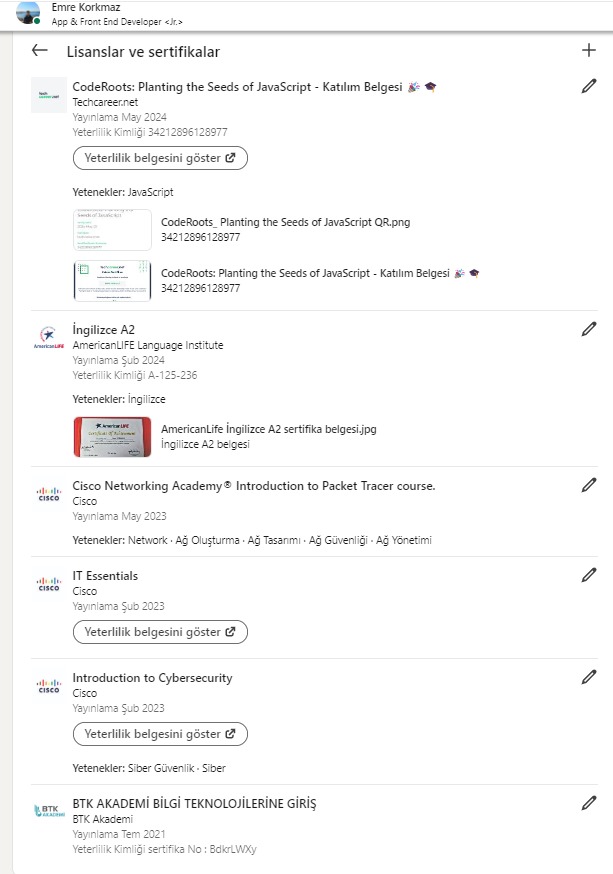 Emre Korkmaz
App & Front End Developer <Jr.>
Lisanslar ve sertifikalar
CodeRoots: Planting the Seeds of JavaScript - Katılım Belgesi 🎉 🎓
Techcareer.net
Yayınlama May 2024
Yeterlilik Kimliği 34212896128977
Yeterlilik belgesini göster
Yetenekler: JavaScript
CodeRoots_ Planting the Seeds of JavaScript QR.png
34212896128977
CodeRoots: Planting the Seeds of JavaScript - Katılım Belgesi 🎉 🎓
34212896128977
AmericanLIFE
İngilizce A2
AmericanLIFE Language Institute
Yayınlama Şub 2024
Yeterlilik Kimliği A-125-236
Yetenekler: İngilizce
AmericanLIFE
AmericanLife İngilizce A2 sertifika belgesi.jpg
İngilizce A2 belgesi
CISCO
Cisco Networking Academy® Introduction to Packet Tracer course.
Cisco
Yayınlama May 2023
Yetenekler: Network · Ağ Oluşturma · Ağ Tasarımı · Ağ Güvenliği · Ağ Yönetimi
CISCO
IT Essentials
Cisco
Yayınlama Şub 2023
Yeterlilik belgesini göster
CISCO
Introduction to Cybersecurity
Cisco
Yayınlama Şub 2023
Yeterlilik belgesini göster
Yetenekler: Siber Güvenlik · Siber
BTK AKADEMİ
BTK AKADEMİ BİLGİ TEKNOLOJİLERİNE GİRİŞ
BTK Akademi
Yayınlama Tem 2021
Yeterlilik Kimliği sertifika No : BdkrLWXy